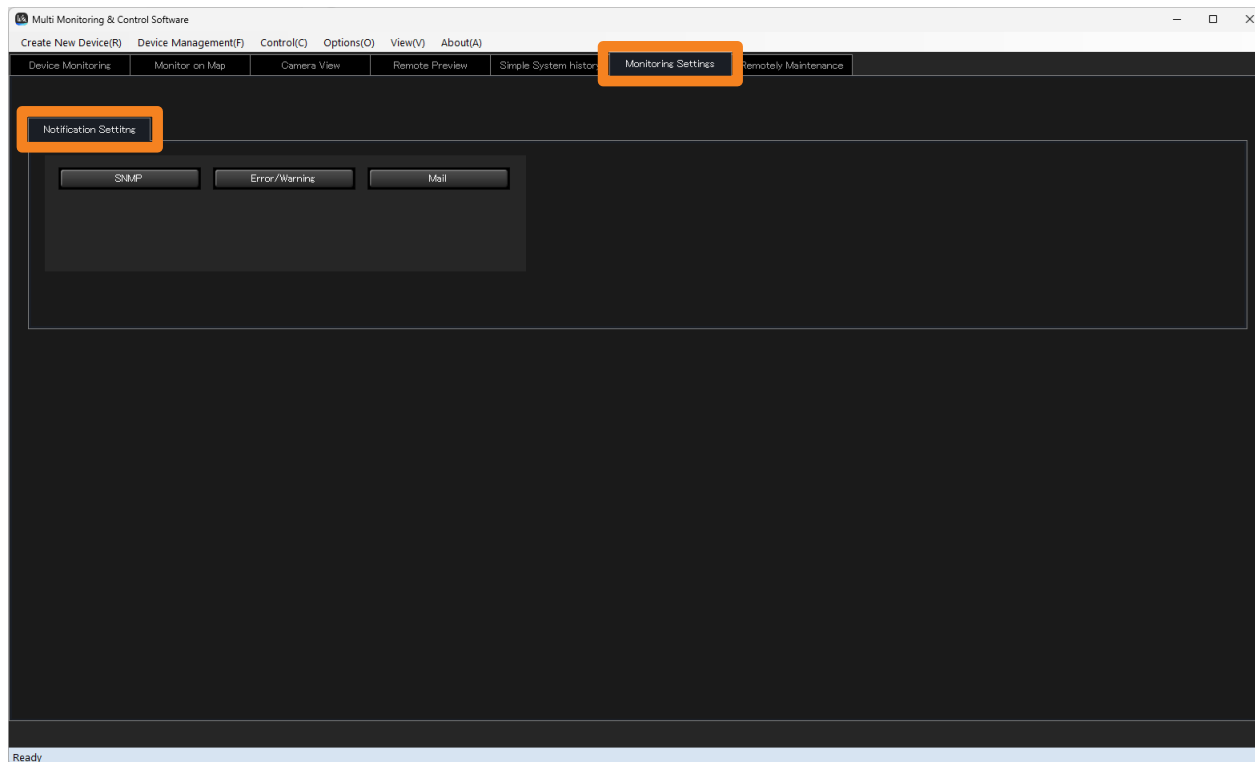 Multi Monitoring & Control Software
Create New Device(R) Device Management(F) Control(C) Options(O) View(V) About(A)
Device Monitoring Monitor on Map Camera View Remote Preview Simple System history Monitoring Settings Remotely Maintenance
Notification Settitng
SNMP Error/Warning Mail
Ready